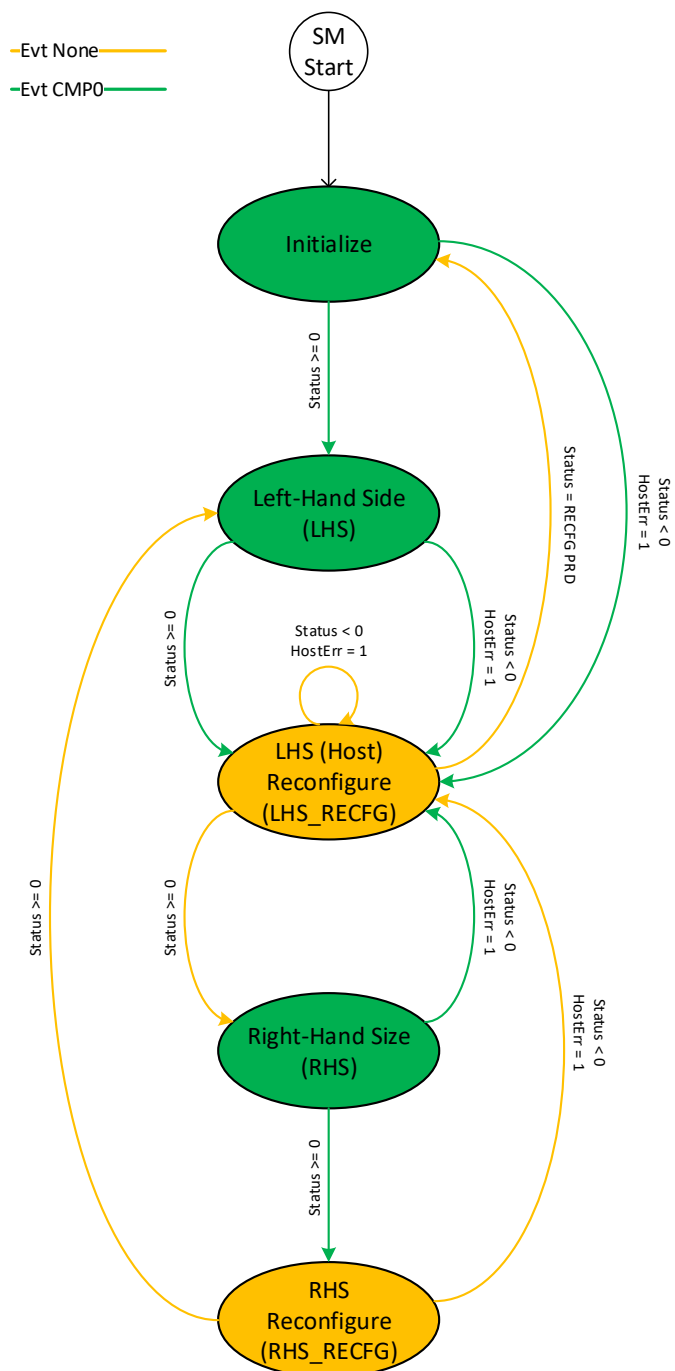 SM
Start
Evt None
Evt CMP0
Initialize
Status >= 0
Status = RECFG PRD
Status < 0
HostErr = 1
Left-Hand Side
(LHS)
Status >= 0
Status < 0
HostErr = 1
Status < 0
HostErr = 1
LHS (Host)
Reconfigure
(LHS_RECFG)
Status >= 0
Status >= 0
Status < 0
HostErr = 1
Status < 0
HostErr = 1
Right-Hand Size
(RHS)
Status >= 0
RHS
Reconfigure
(RHS_RECFG)